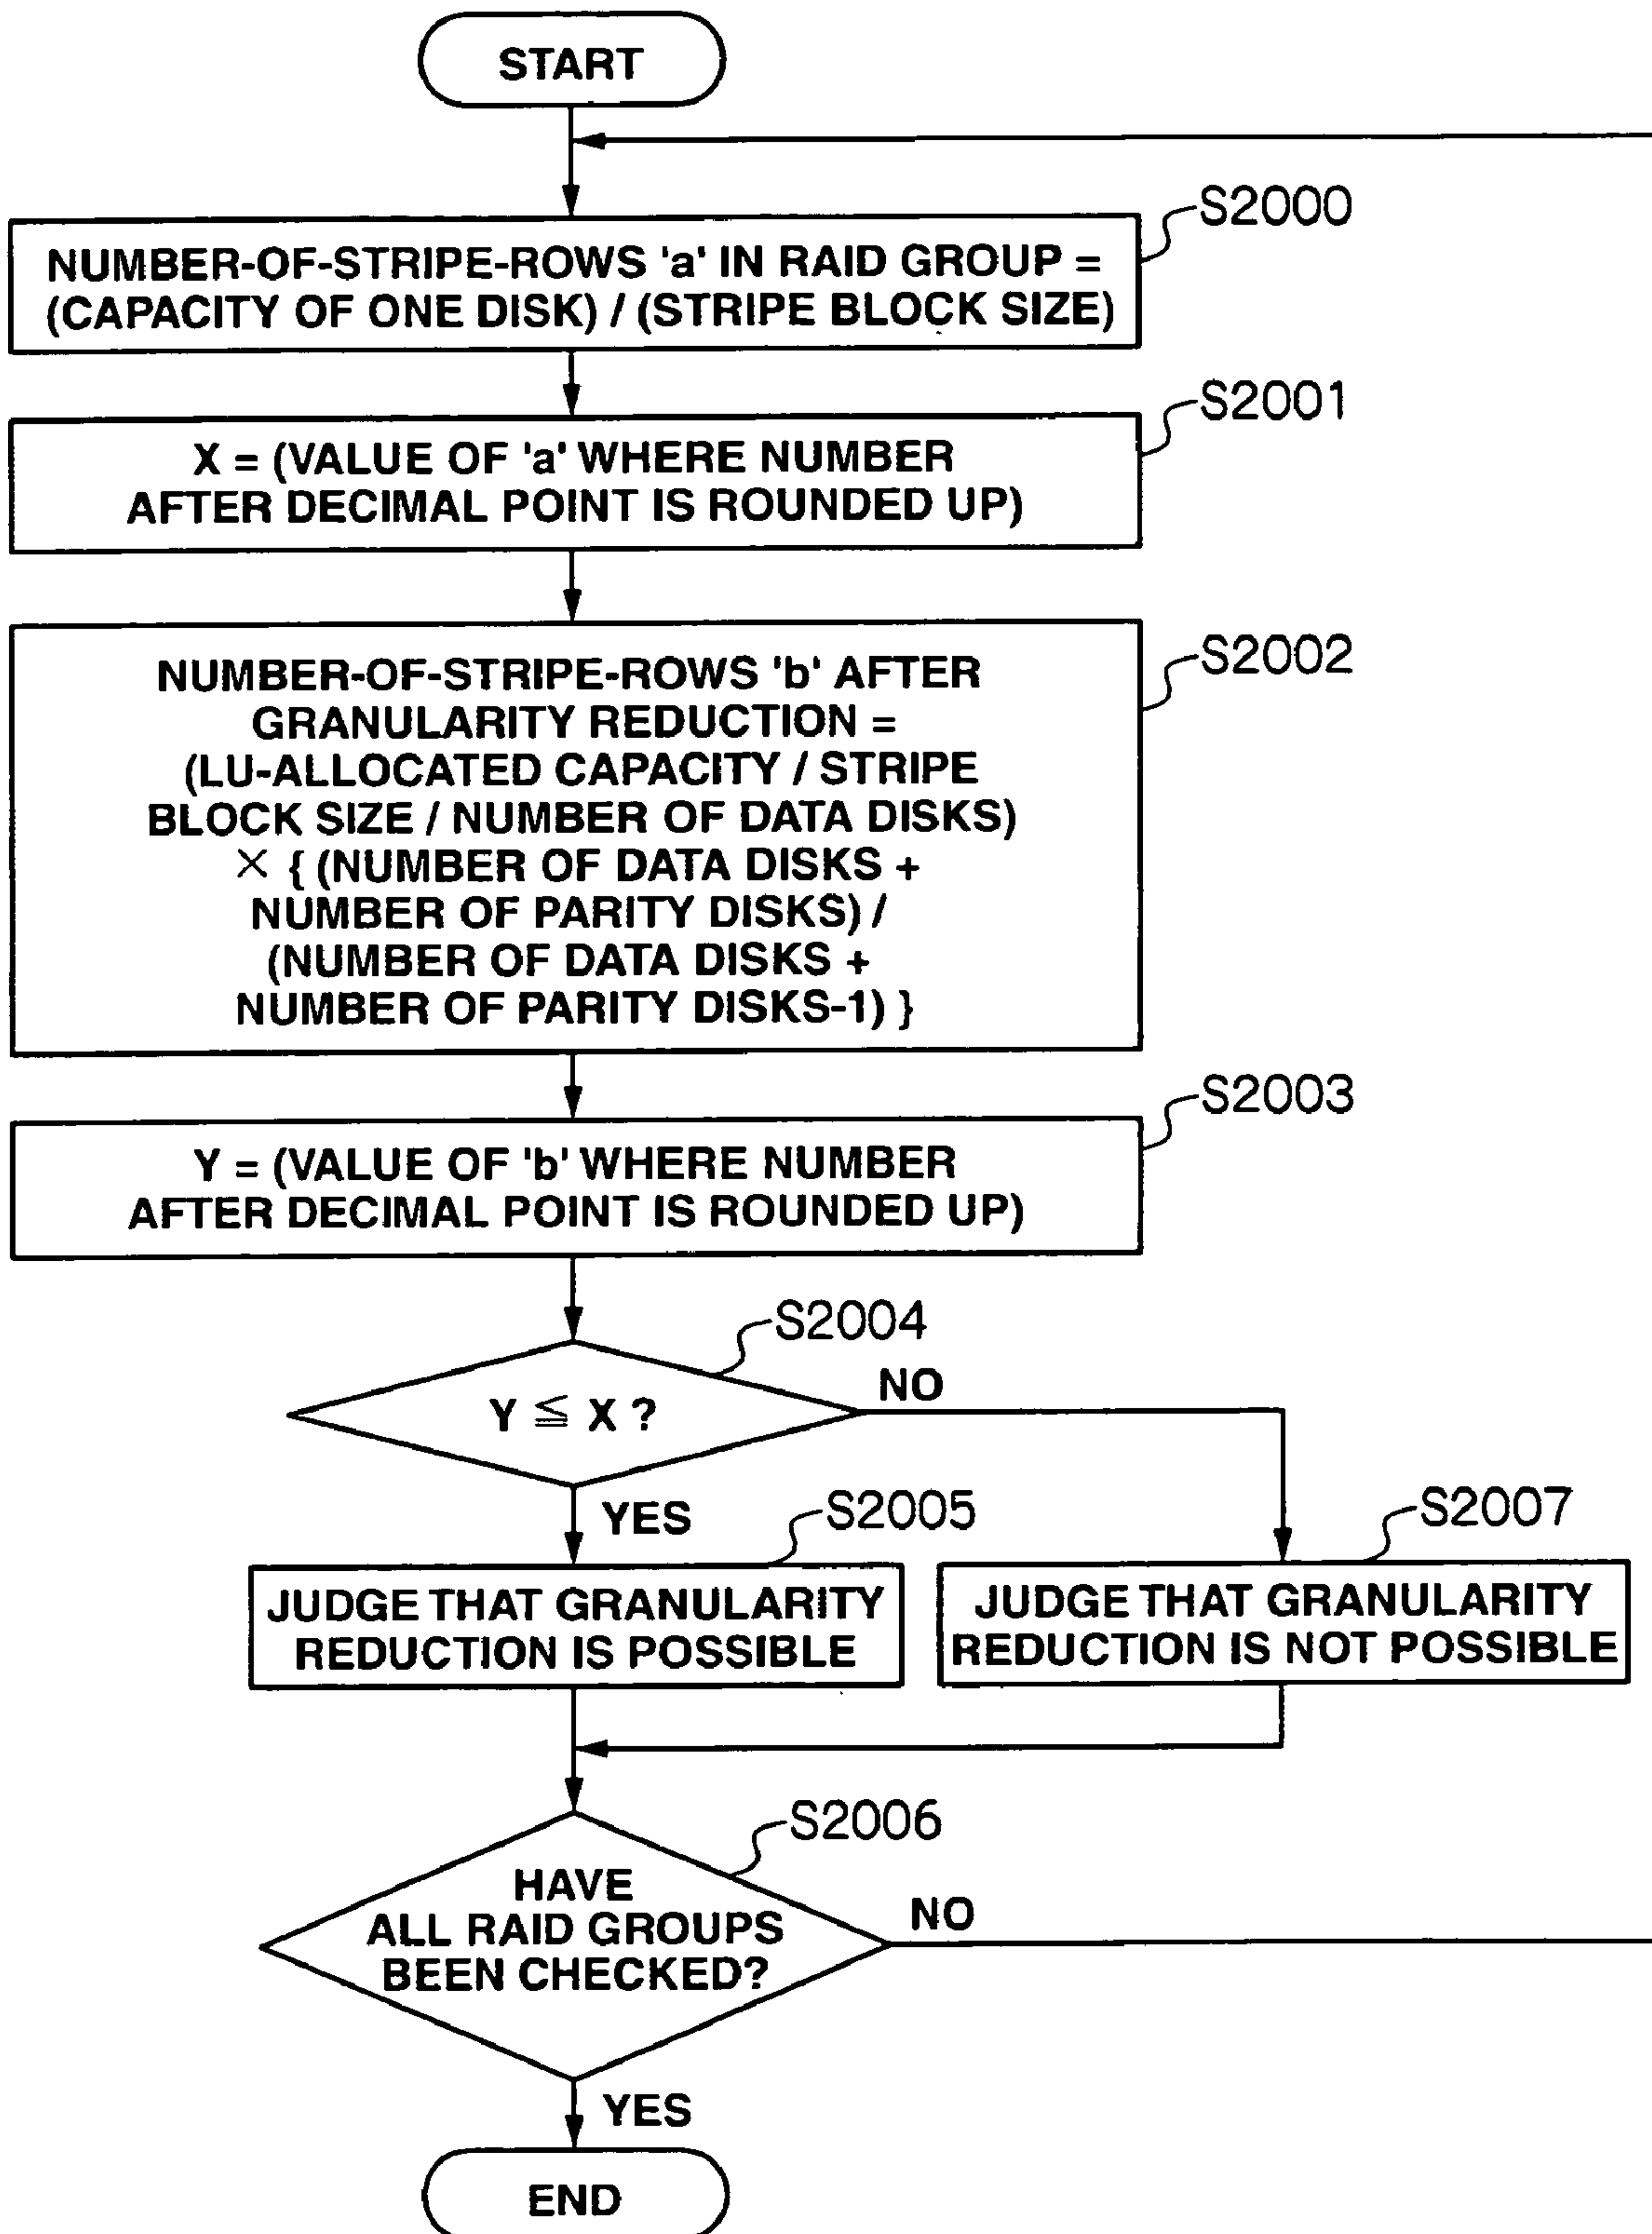 START
S2000
NUMBER-OF-STRIPE-ROWS 'a' IN RAID GROUP =
(CAPACITY OF ONE DISK) / (STRIPE BLOCK SIZE)
S2001
X = (VALUE OF 'a' WHERE NUMBER
AFTER DECIMAL POINT IS ROUNDED UP)
S2002
NUMBER-OF-STRIPE-ROWS 'b' AFTER
GRANULARITY REDUCTION =
(LU-ALLOCATED CAPACITY / STRIPE
BLOCK SIZE / NUMBER OF DATA DISKS)
× { (NUMBER OF DATA DISKS +
NUMBER OF PARITY DISKS) /
(NUMBER OF DATA DISKS +
NUMBER OF PARITY DISKS-1) }
S2003
Y = (VALUE OF 'b' WHERE NUMBER
AFTER DECIMAL POINT IS ROUNDED UP)
S2004
Y ≦ X ?
NO
YES
S2005
JUDGE THAT GRANULARITY
REDUCTION IS POSSIBLE
S2007
JUDGE THAT GRANULARITY
REDUCTION IS NOT POSSIBLE
S2006
HAVE
ALL RAID GROUPS
BEEN CHECKED?
NO
YES
END